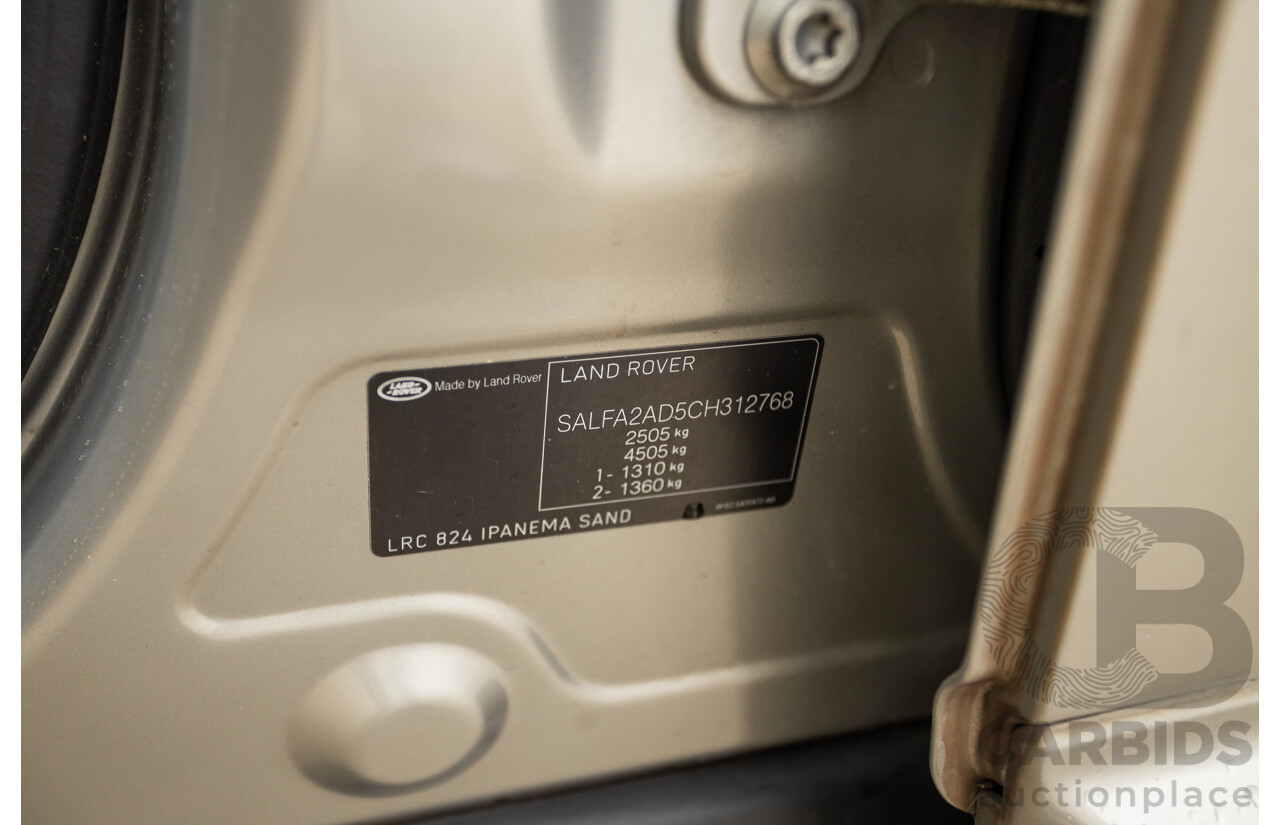 LAND ROVER
Made by Land Rover
LAND ROVER
SALFA2AD5CH312768
2505 kg
4505 kg
1- 1310 kg
2- 1360 kg
LRC 824 IPANEMA SAND
CB
CARBIDS
auctionplace